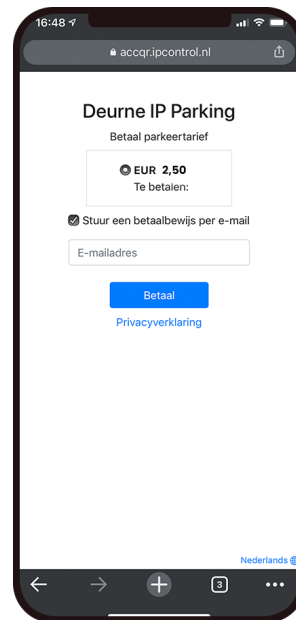 16:48
accqr.ipcontrol.nl
Deurne IP Parking
Betaal parkeertarief
EUR 2,50
Te betalen:
Stuur een betaalbewijs per e-mail
E-mailadres
Betaal
Privacyverklaring
Nederlands
3